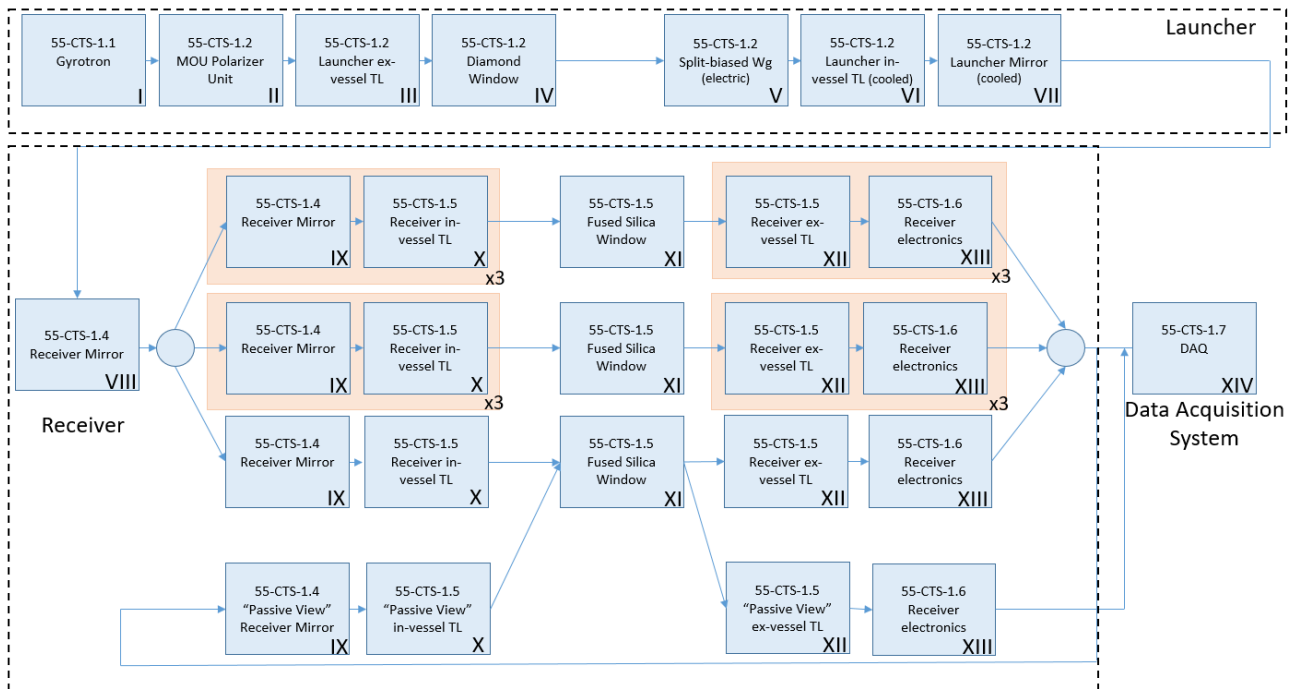 Launcher
55-CTS-1.1
Gyrotron
I
55-CTS-1.2
MOU Polarizer
Unit
II
55-CTS-1.2
Launcher ex-
vessel TL
III
55-CTS-1.2
Diamond
Window
IV
55-CTS-1.2
Split-biased Wg
(electric)
V
55-CTS-1.2
Launcher in-
vessel TL (cooled)
VI
55-CTS-1.2
Launcher Mirror
(cooled)
VII
55-CTS-1.4
Receiver Mirror
IX
55-CTS-1.5
Receiver in-
vessel TL
X
x3
55-CTS-1.5
Fused Silica
Window
XI
55-CTS-1.5
Receiver ex-
vessel TL
XII
55-CTS-1.6
Receiver
electronics
XIII
x3
55-CTS-1.4
Receiver Mirror
VIII
Receiver
55-CTS-1.4
Receiver Mirror
IX
55-CTS-1.5
Receiver in-
vessel TL
X
x3
55-CTS-1.5
Fused Silica
Window
XI
55-CTS-1.5
Receiver ex-
vessel TL
XII
55-CTS-1.6
Receiver
electronics
XIII
x3
55-CTS-1.7
DAQ
XIV
Data Acquisition
System
55-CTS-1.4
Receiver Mirror
IX
55-CTS-1.5
Receiver in-
vessel TL
X
55-CTS-1.5
Fused Silica
Window
XI
55-CTS-1.5
Receiver ex-
vessel TL
XII
55-CTS-1.6
Receiver
electronics
XIII
55-CTS-1.4
“Passive View”
Receiver Mirror
IX
55-CTS-1.5
“Passive View”
in-vessel TL
X
55-CTS-1.5
“Passive View”
ex-vessel TL
XII
55-CTS-1.6
Receiver
electronics
XIII